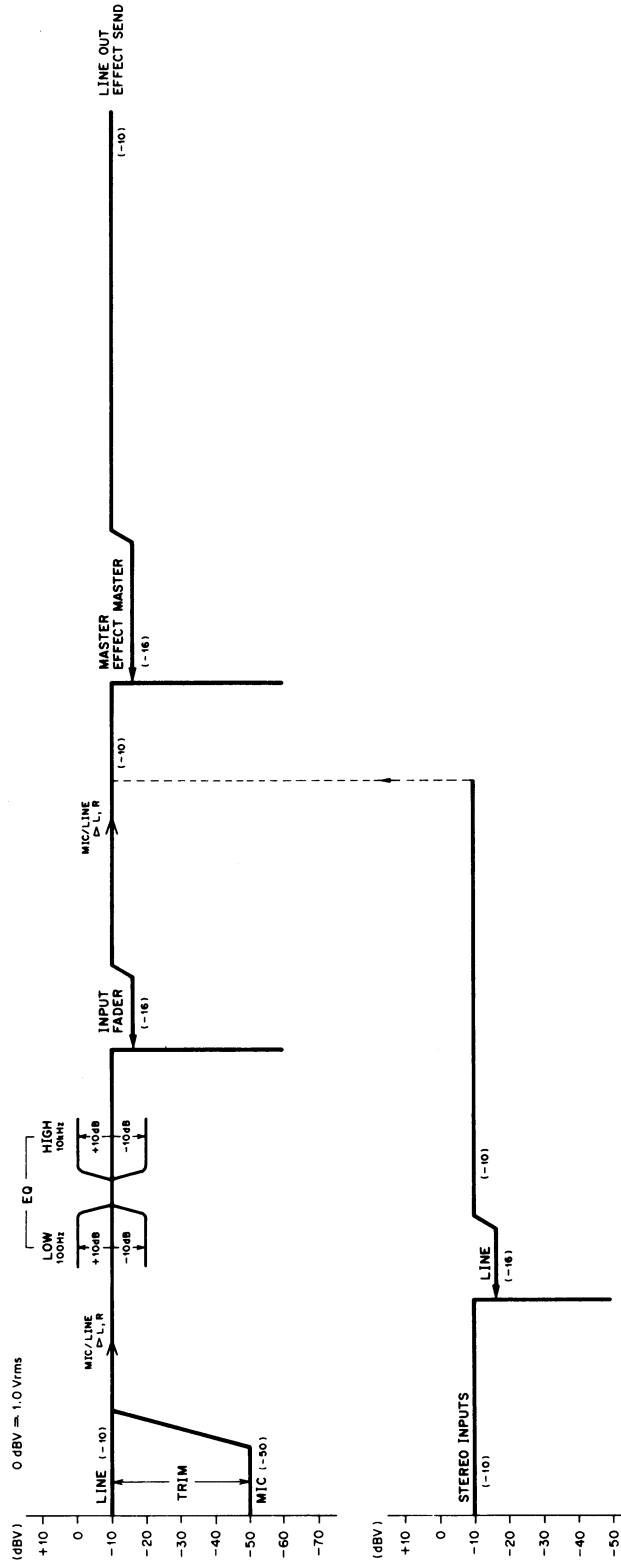 0 dBV = 1.0 Vrms
(dBV)
+10
0
-10
-20
-30
-40
-50
-60
-70
LINE (-10)
TRIM
MIC (-50)
MIC/LINE
▷ L, R
EQ
LOW
100Hz
+10dB
-10dB
HIGH
10kHz
+10dB
-10dB
INPUT
FADER
(-16)
MIC/LINE
▷ L, R
(-10)
MASTER
EFFECT MASTER
(-16)
(-10)
LINE OUT
EFFECT SEND
(dBV)
+10
0
-10
-20
-30
-40
-50
STEREO INPUTS
(-10)
LINE
(-16)
(-10)